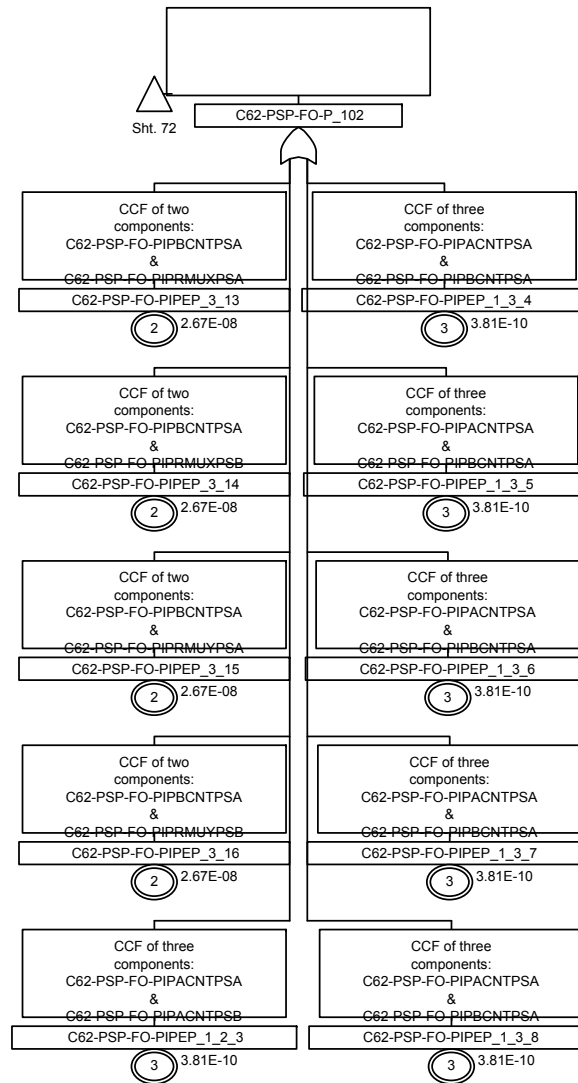 Sht. 72
C62-PSP-FO-P_102
CCF of two
components:
C62-PSP-FO-PIPBCNTPSA
&
C62-PSP-FO-PIPRMUXPSA
C62-PSP-FO-PIPEP_3_13
2
2.67E-08
CCF of three
components:
C62-PSP-FO-PIPACNTPSA
&
C62-PSP-FO-PIPBCNTPSA
C62-PSP-FO-PIPEP_1_3_4
3
3.81E-10
CCF of two
components:
C62-PSP-FO-PIPBCNTPSA
&
C62-PSP-FO-PIPRMUXPSB
C62-PSP-FO-PIPEP_3_14
2
2.67E-08
CCF of three
components:
C62-PSP-FO-PIPACNTPSA
&
C62-PSP-FO-PIPBCNTPSA
C62-PSP-FO-PIPEP_1_3_5
3
3.81E-10
CCF of two
components:
C62-PSP-FO-PIPBCNTPSA
&
C62-PSP-FO-PIPRMUYPSA
C62-PSP-FO-PIPEP_3_15
2
2.67E-08
CCF of three
components:
C62-PSP-FO-PIPACNTPSA
&
C62-PSP-FO-PIPBCNTPSA
C62-PSP-FO-PIPEP_1_3_6
3
3.81E-10
CCF of two
components:
C62-PSP-FO-PIPBCNTPSA
&
C62-PSP-FO-PIPRMUYPSB
C62-PSP-FO-PIPEP_3_16
2
2.67E-08
CCF of three
components:
C62-PSP-FO-PIPACNTPSA
&
C62-PSP-FO-PIPBCNTPSA
C62-PSP-FO-PIPEP_1_3_7
3
3.81E-10
CCF of three
components:
C62-PSP-FO-PIPACNTPSA
&
C62-PSP-FO-PIPACNTPSB
C62-PSP-FO-PIPEP_1_2_3
3
3.81E-10
CCF of three
components:
C62-PSP-FO-PIPACNTPSA
&
C62-PSP-FO-PIPBCNTPSA
C62-PSP-FO-PIPEP_1_3_8
3
3.81E-10